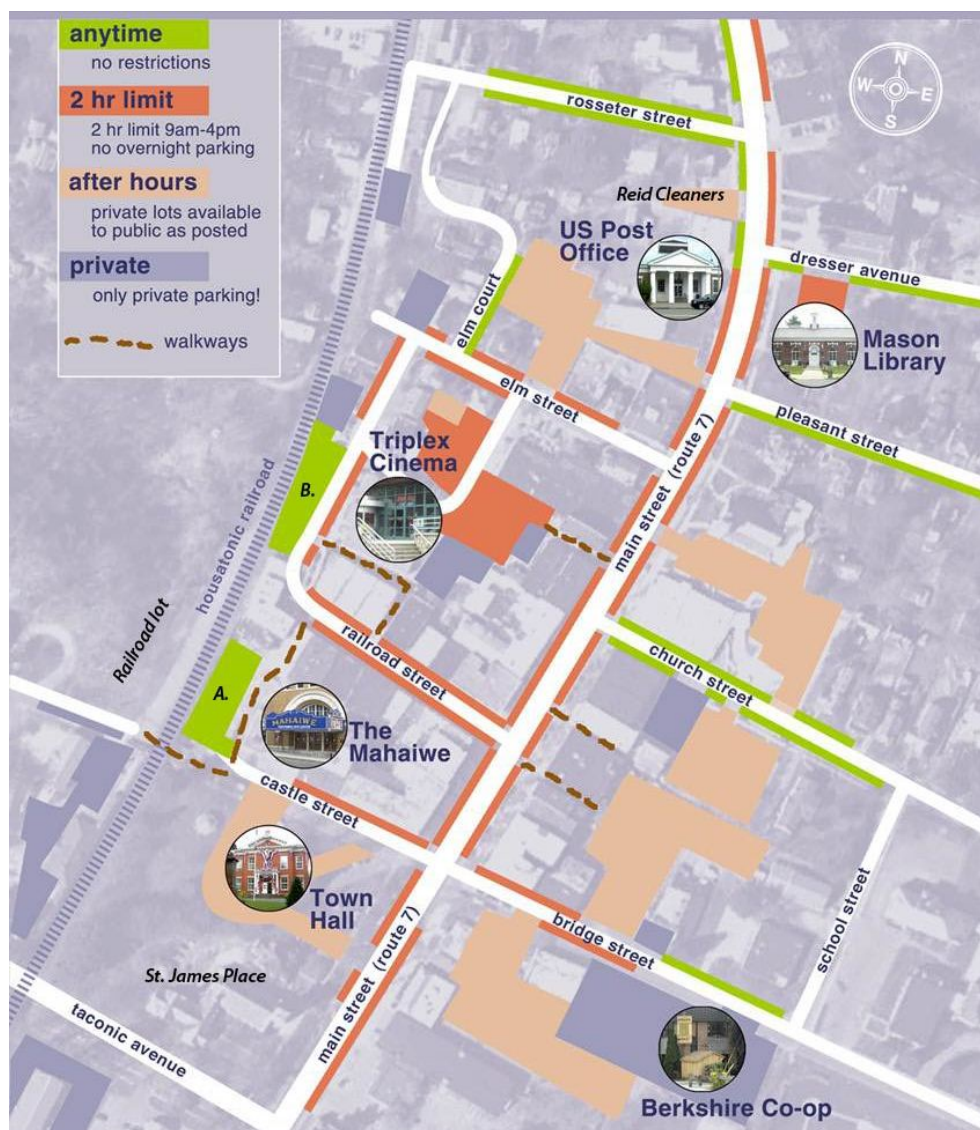 anytime
no restrictions
2 hr limit
2 hr limit 9am-4pm
no overnight parking
after hours
private lots available
to public as posted
private
only private parking!
walkways
N
W E
S
rosseter street
Reid Cleaners
US Post
Office
dresser avenue
elm court
Mason
Library
elm street
pleasant street
Triplex
Cinema
main street (route 7)
B.
housatonic railroad
Railroad lot
railroad street
church street
A.
MAHAIWE
The
Mahaiwe
castle street
Town
Hall
bridge street
school street
main street (route 7)
St. James Place
taconic avenue
Berkshire Co-op